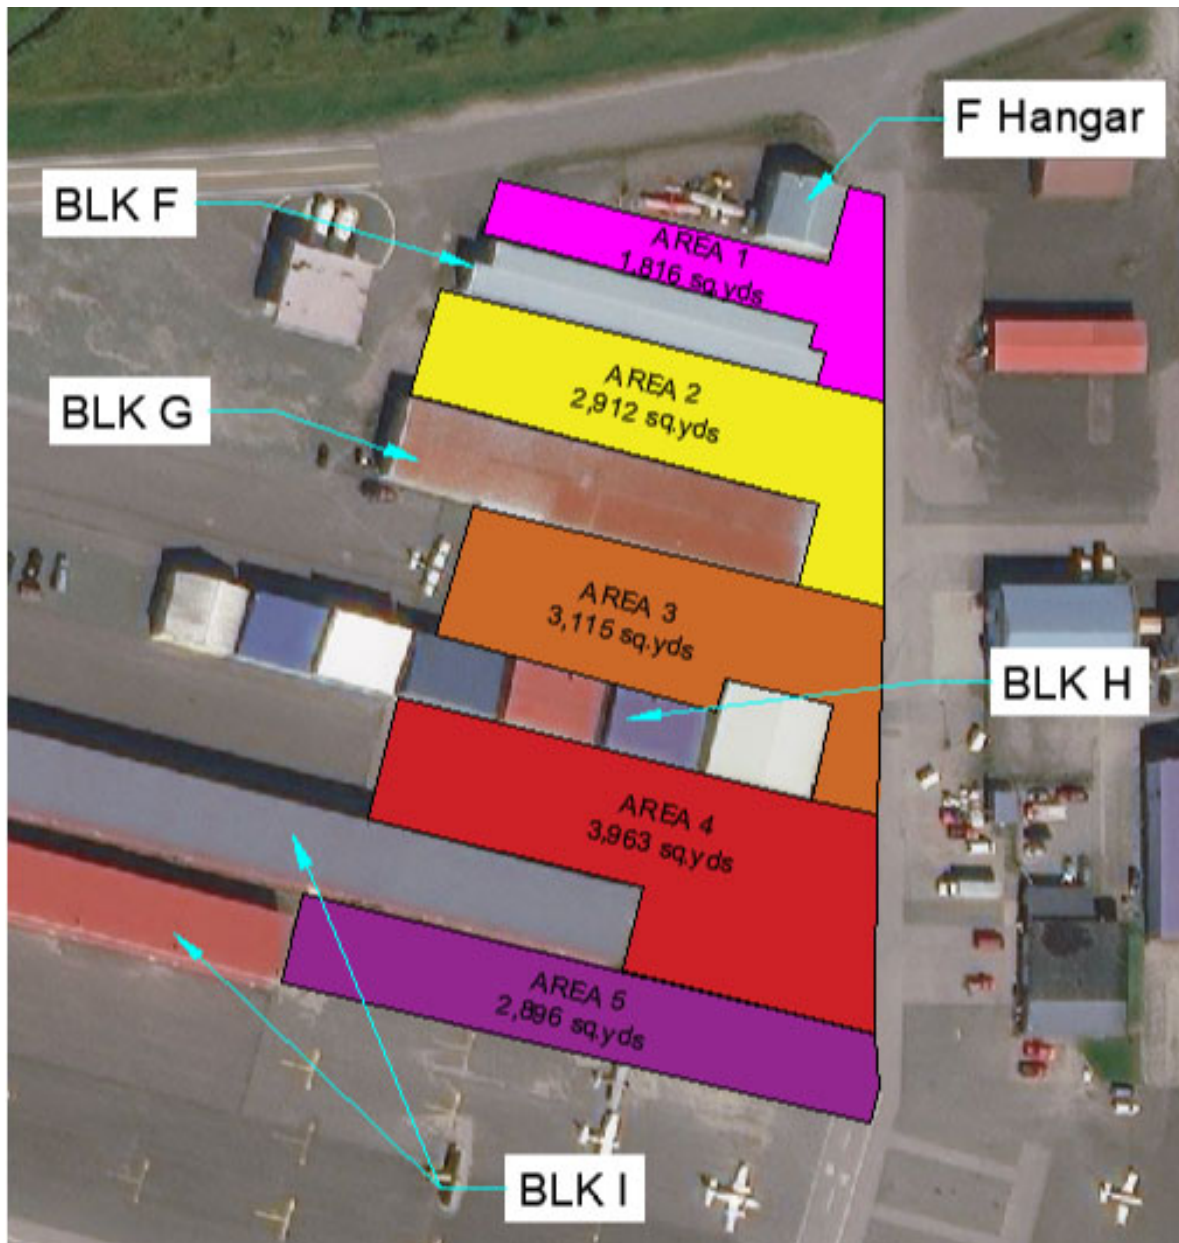 F Hangar
BLK F
AREA 1
1,816 sq.yds
AREA 2
2,912 sq.yds
BLK G
AREA 3
3,115 sq.yds
BLK H
AREA 4
3,963 sq.yds
AREA 5
2,896 sq.yds
BLK I